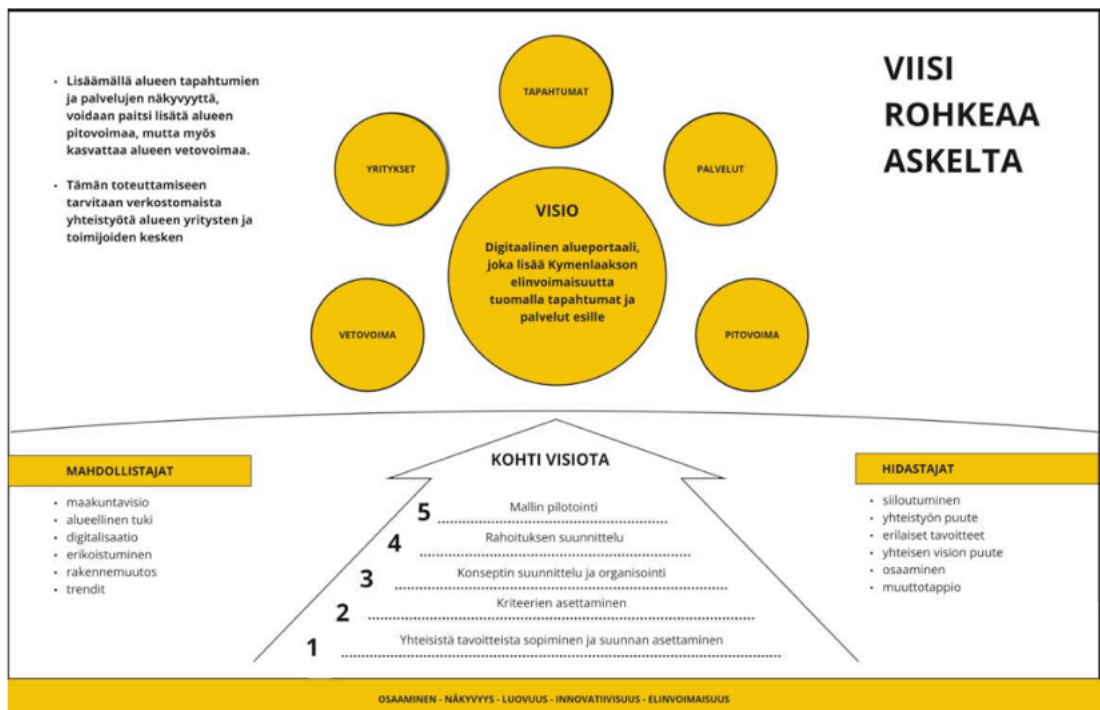 VIISI
ROHKEAA
ASKELTA
• Lisäämällä alueen tapahtumien
ja palvelujen näkyvyyttä,
voidaan paitsi lisätä alueen
pitovoimaa, mutta myös
kasvattaa alueen vetovoimaa.
• Tämän toteuttamiseen
tarvitaan verkostomaista
yhteistyötä alueen yritysten ja
toimijoiden kesken
TAPAHTUMAT
YRITYKSET
PALVELUT
VETOVOIMA
PITOVOIMA
VISIO
Digitaalinen alueportaali,
joka lisää Kymenlaakson
elinvoimaisuutta
tuomalla tapahtumat ja
palvelut esille
MAHDOLLISTAJAT
• maakuntavisio
• alueellinen tuki
• digitalisaatio
• erikoistuminen
• rakennemuutos
• trendit
KOHTI VISIOTA
5 Mallin pilotointi
4 Rahoituksen suunnittelu
3 Konseptin suunnittelu ja organisointi
2 Kriteerien asettaminen
1 Yhteisistä tavoitteista sopiminen ja suunnan asettaminen
HIDASTAJAT
• siiloutuminen
• yhteistyön puute
• erilaiset tavoitteet
• yhteisen vision puute
• osaaminen
• muuttotappio
OSAAMINEN - NÄKYVYYS - LUOVUUS - INNOVATIIVISUUS - ELINVOIMAISUUS